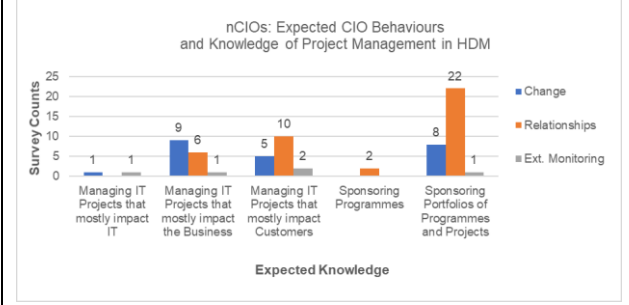 nCIOs: Expected CIO Behaviours
and Knowledge of Project Management in HDM
25
20
15
10
5
0
Survey Counts
1
1
9
6
1
5
10
2
2
8
22
1
Managing IT
Projects that
mostly impact
IT
Managing IT
Projects that
mostly impact
the Business
Managing IT
Projects that
mostly impact
Customers
Sponsoring
Programmes
Sponsoring
Portfolios of
Programmes
and Projects
Expected Knowledge
Change
Relationships
Ext. Monitoring